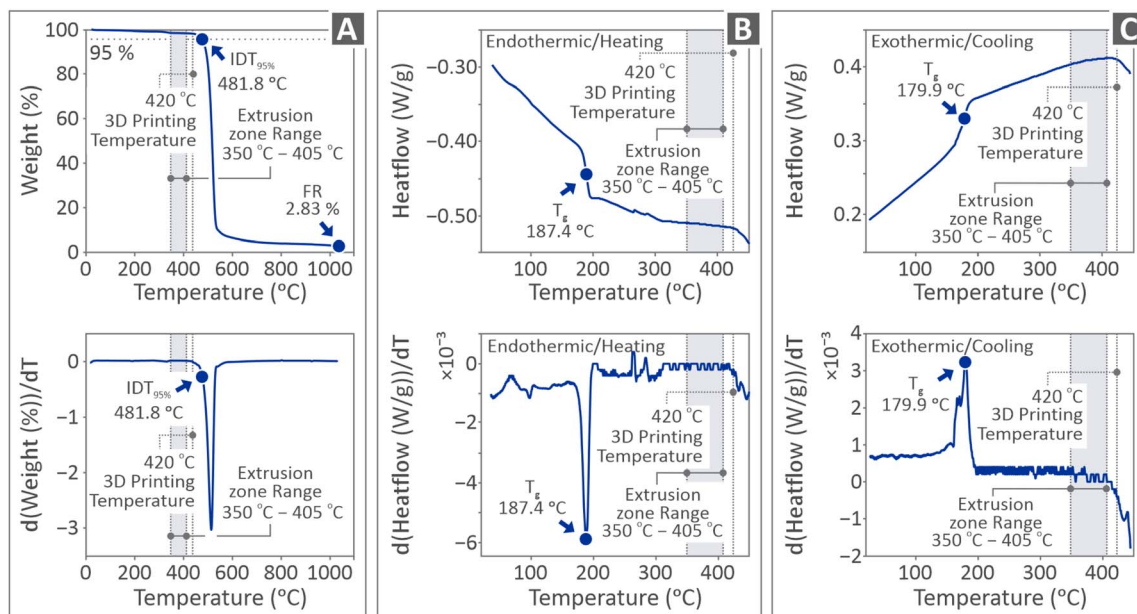 A
100
80
60
40
20
0
Weight (%)
95 %
IDT95%
481.8 °C
420 °C
3D Printing
Temperature
Extrusion
zone Range
350 °C – 405 °C
FR
2.83 %
0
200
400
600
800
1000
Temperature (°C)
0
−1
−2
−3
d(Weight (%))/dT
IDT95%
481.8 °C
420 °C
3D Printing
Temperature
Extrusion
zone Range
350 °C – 405 °C
0
200
400
600
800
1000
Temperature (°C)
B
Endothermic/Heating
−0.30
−0.40
−0.50
Heatflow (W/g)
420 °C
3D Printing
Temperature
Extrusion
zone Range
350 °C – 405 °C
Tg
187.4 °C
0
100
200
300
400
Temperature (°C)
×10−3
Endothermic/Heating
0
−2
−4
−6
d(Heatflow (W/g))/dT
420 °C
3D Printing
Temperature
Extrusion
zone Range
350 °C – 405 °C
Tg
187.4 °C
0
100
200
300
400
Temperature (°C)
C
Exothermic/Cooling
0.4
0.3
0.2
Heatflow (W/g)
Tg
179.9 °C
420 °C
3D Printing
Temperature
Extrusion
zone Range
350 °C – 405 °C
0
100
200
300
400
Temperature (°C)
×10−3
Exothermic/Cooling
4
3
2
1
0
−1
−2
d(Heatflow (W/g))/dT
Tg
179.9 °C
420 °C
3D Printing
Temperature
Extrusion
zone Range
350 °C – 405 °C
0
100
200
300
400
Temperature (°C)